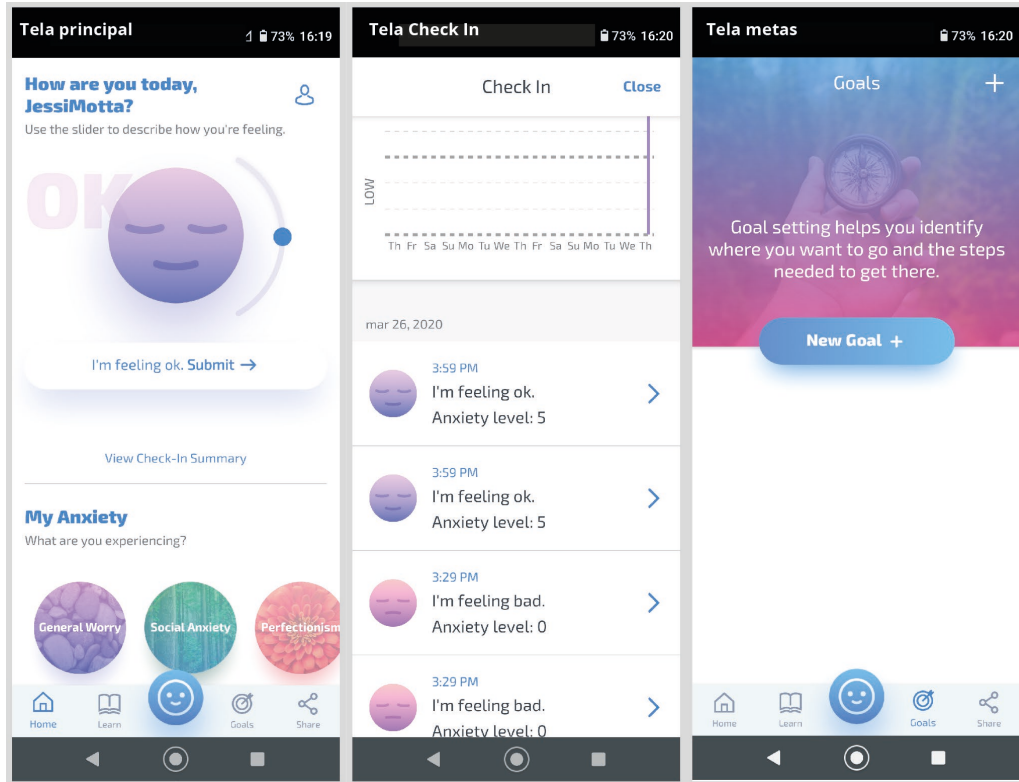 Tela principal
73% 16:19
How are you today,
JessiMotta?
Use the slider to describe how you're feeling.
OK
I'm feeling ok. Submit →
View Check-In Summary
My Anxiety
What are you experiencing?
General Worry
Social Anxiety
Perfectionism
Home
Learn
Goals
Share
Tela Check In
73% 16:20
Check In
Close
LOW
Th Fr Sa Su Mo Tu We Th Fr Sa Su Mo Tu We Th
mar 26, 2020
3:59 PM
I'm feeling ok.
Anxiety level: 5
3:59 PM
I'm feeling ok.
Anxiety level: 5
3:29 PM
I'm feeling bad.
Anxiety level: 0
3:29 PM
I'm feeling bad.
Anxiety level: 0
Tela metas
73% 16:20
Goals
+
Goal setting helps you identify
where you want to go and the steps
needed to get there.
New Goal +
Home
Learn
Goals
Share